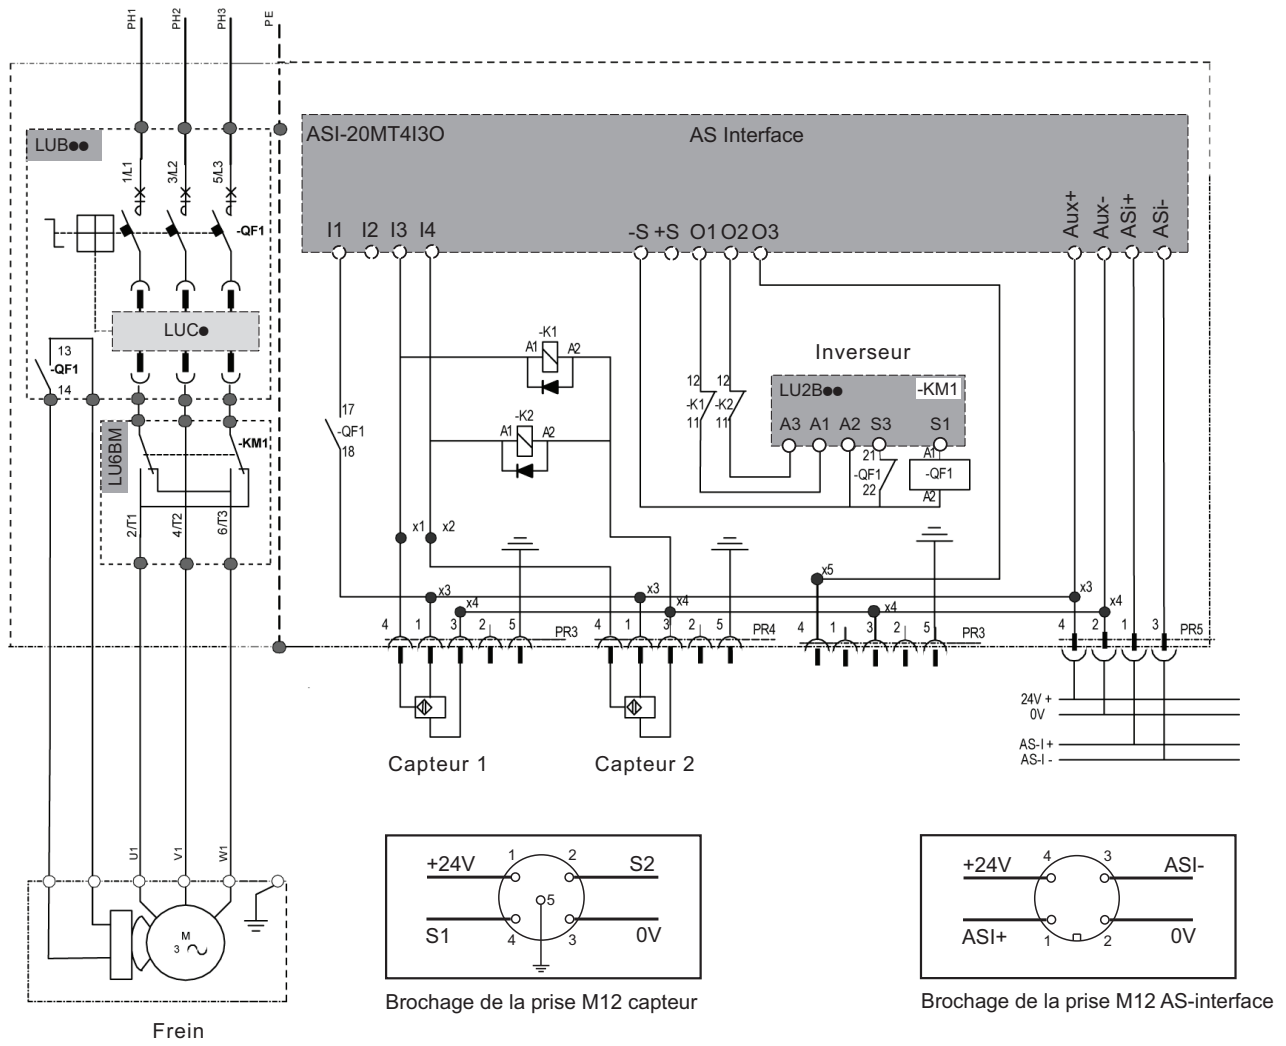 PH1 PH2 PH3 PE
ASI-20MT4I3O AS Interface
LUB●●
1/L1 3/L2 5/L3
-QF1
I1 I2 I3 I4 -S +S O1 O2 O3 Aux+ Aux- ASi+ ASi-
LUC●
13
-QF1
14
-K1
A1 A2
-K2
A1 A2
17
-QF1
18
12 12
-K1 -K2
11 11
Inverseur
LU2B●● -KM1
A3 A1 A2 S3 S1
21
-QF1
22
A1
-QF1
A2
LU6BM
-KM1
2/T1 4/T2 6/T3
x1 x2
x5
x3 x3 x3
x4 x4 x4 x4
4 1 3 2 5 PR3
4 1 3 2 5 PR4
4 1 3 2 5 PR3
4 2 1 3 PR5
24V +
0V
AS-I +
AS-I -
Capteur 1 Capteur 2
U1 V1 W1
M
3
Frein
+24V 1 2 S2
5
S1 4 3 0V
Brochage de la prise M12 capteur
+24V 4 3 ASI-
ASI+ 1 2 0V
Brochage de la prise M12 AS-interface